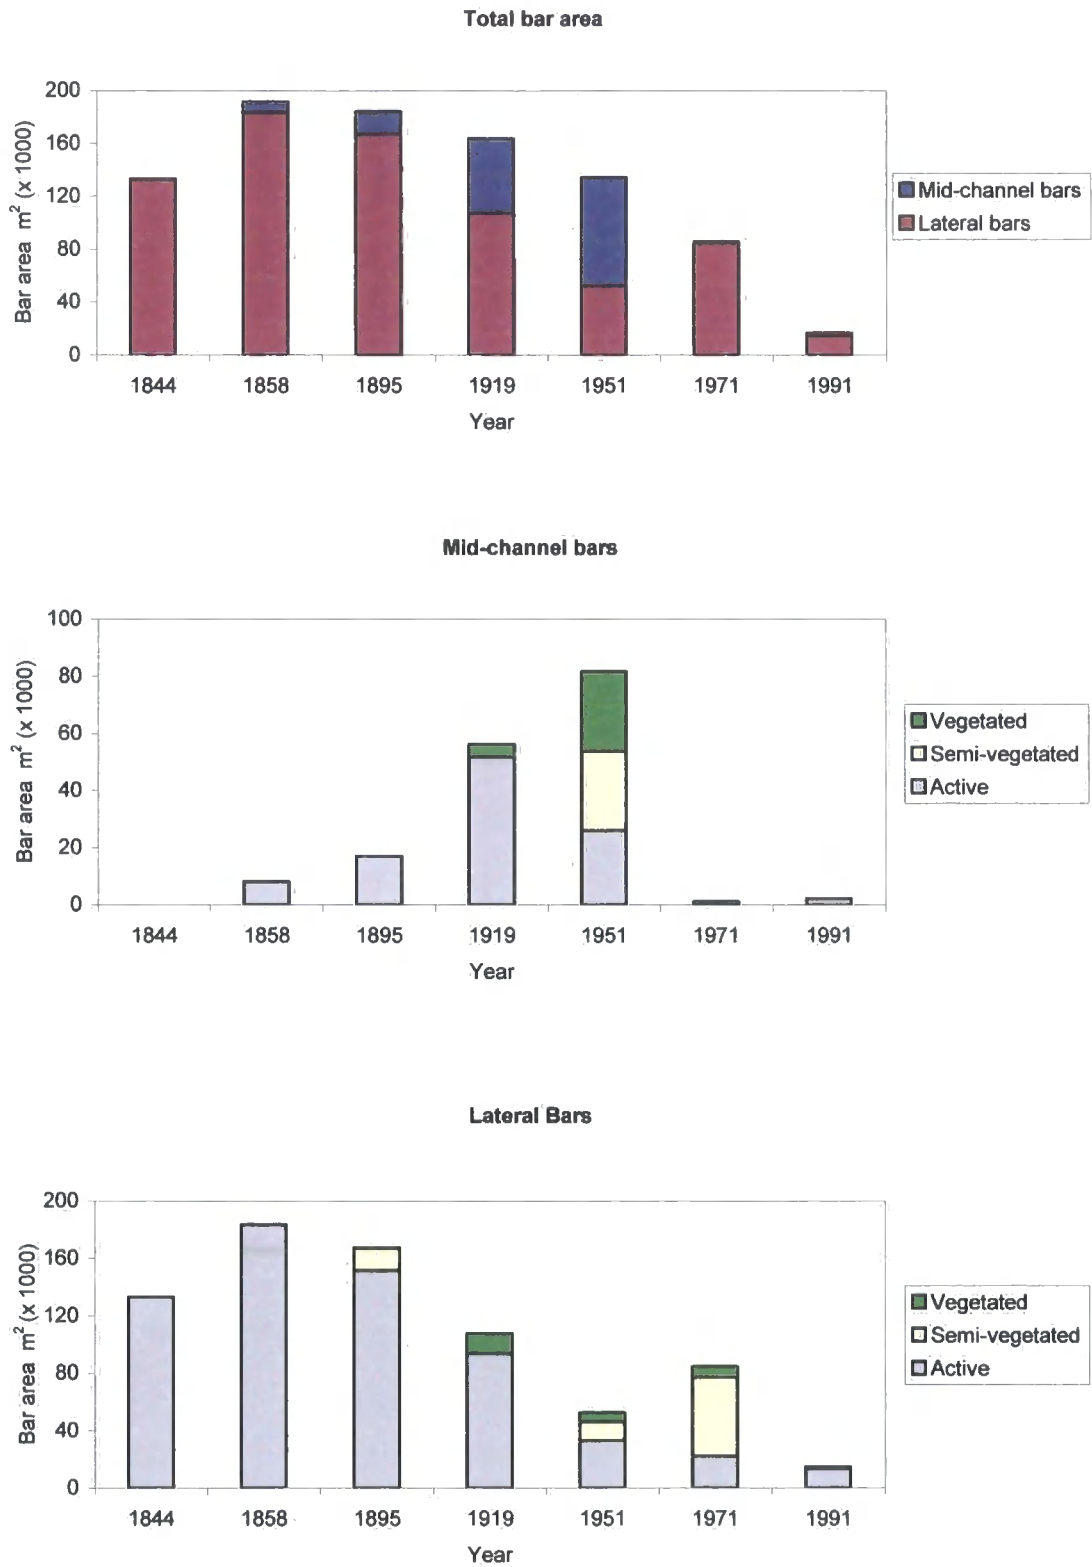 Total bar area
200
160
120
80
40
0
Bar area m² (x 1000)
1844 1858 1895 1919 1951 1971 1991
Year
Mid-channel bars
Lateral bars
Mid-channel bars
100
80
60
40
20
0
Bar area m² (x 1000)
1844 1858 1895 1919 1951 1971 1991
Year
Vegetated
Semi-vegetated
Active
Lateral Bars
200
160
120
80
40
0
Bar area m² (x 1000)
1844 1858 1895 1919 1951 1971 1991
Year
Vegetated
Semi-vegetated
Active